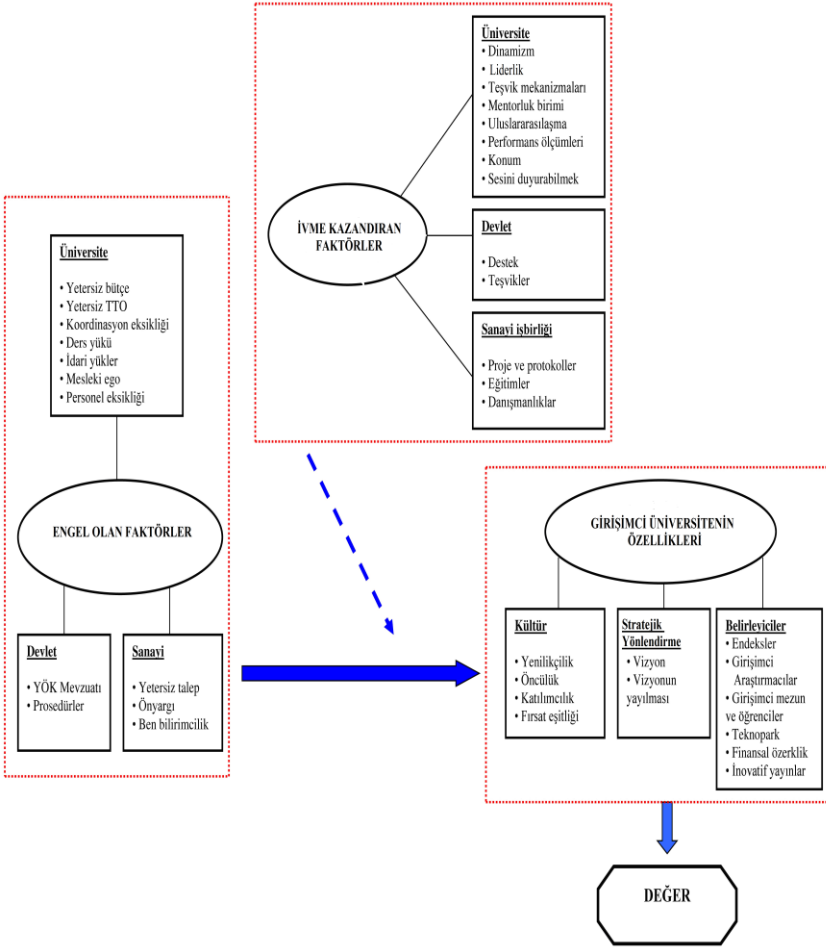 Üniversite
• Dinamizm
• Liderlik
• Teşvik mekanizmaları
• Mentorluk birimi
• Uluslararasılaşma
• Performans ölçümleri
• Konum
• Sesini duyurabilmek
İVME KAZANDIRAN
FAKTÖRLER
Devlet
• Destek
• Teşvikler
Sanayi işbirliği
• Proje ve protokoller
• Eğitimler
• Danışmanlıklar
Üniversite
• Yetersiz bütçe
• Yetersiz TTO
• Koordinasyon eksikliği
• Ders yükü
• İdari yükler
• Mesleki ego
• Personel eksikliği
ENGEL OLAN FAKTÖRLER
Devlet
• YÖK Mevzuatı
• Prosedürler
Sanayi
• Yetersiz talep
• Önyargı
• Ben bilirimcilik
GİRİŞİMCİ ÜNİVERSİTENİN
ÖZELLİKLERİ
Kültür
• Yenilikçilik
• Öncülük
• Katılımcılık
• Fırsat eşitliği
Stratejik
Yönlendirme
• Vizyon
• Vizyonun
yayılması
Belirleyiciler
• Endeksler
• Girişimci
Araştırmacılar
• Girişimci mezun
ve öğrenciler
• Teknopark
• Finansal özerklik
• İnovatif yayınlar
DEĞER